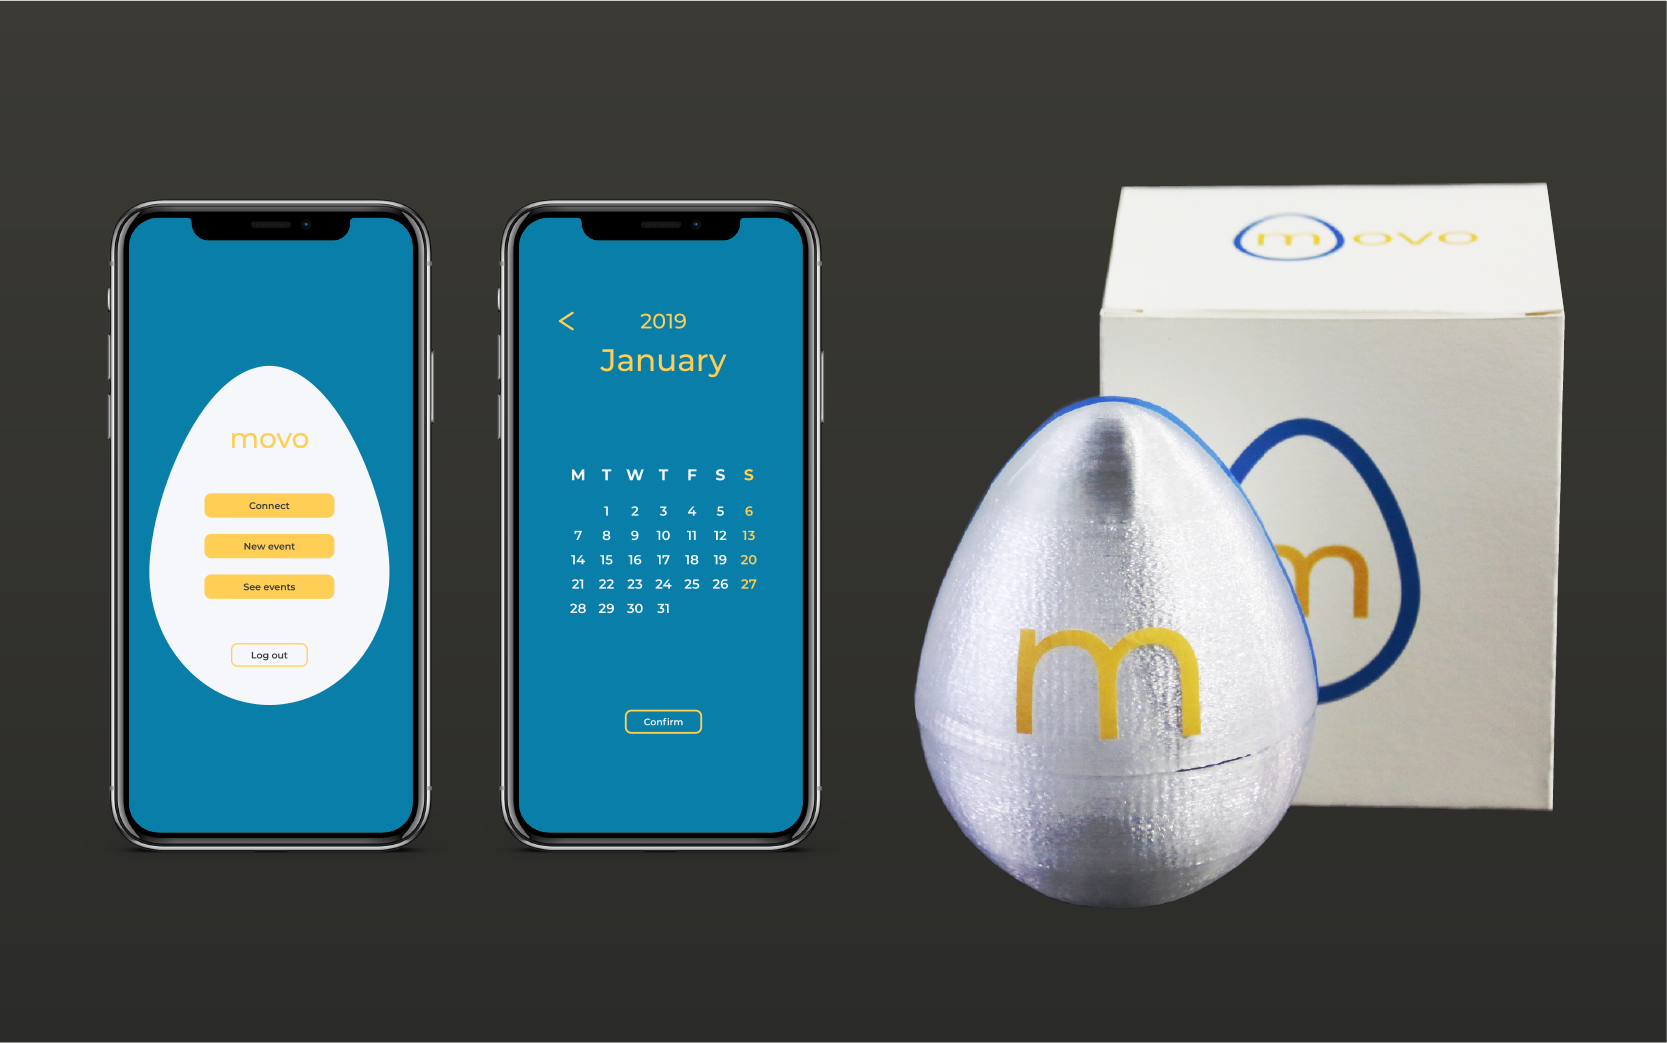 movo
Connect
New event
See events
Log out
2019
January
M T W T F S S
1 2 3 4 5 6
7 8 9 10 11 12 13
14 15 16 17 18 19 20
21 22 23 24 25 26 27
28 29 30 31
Confirm
movo
m
m